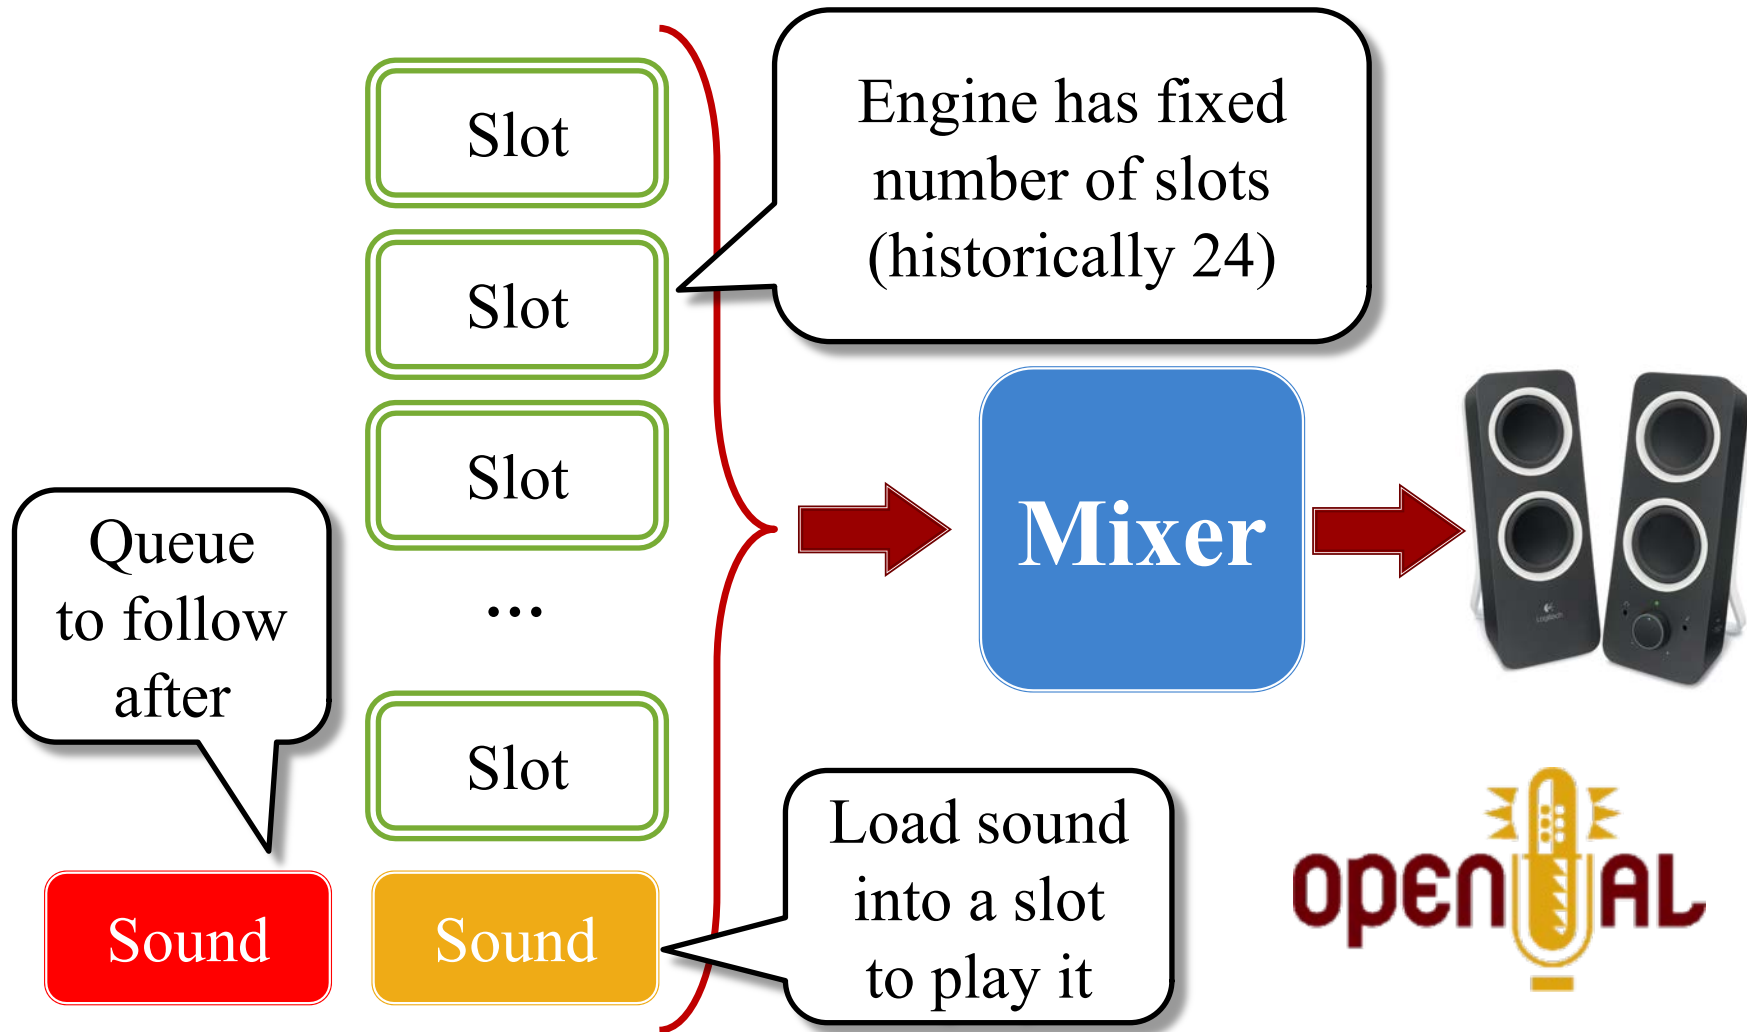 Slot
Engine has fixed
number of slots
(historically 24)
Slot
Slot
Mixer
Queue
to follow
after
...
Slot
Load sound
into a slot
to play it
Sound
Sound
Logitech
OPENAL